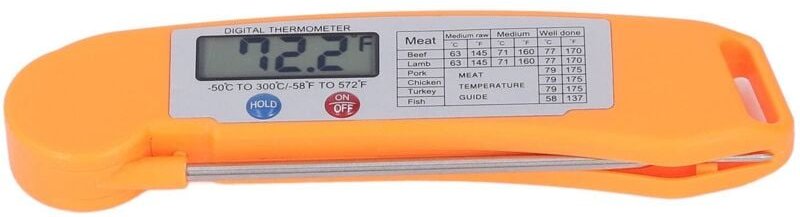 DIGITAL THERMOMETER
72.2°F
-50°C TO 300°C/-58°F TO 572°F
HOLD
ON
OFF
Meat Medium raw Medium Well done
°C °F °C °F °C °F
Beef 63 145 71 160 77 170
Lamb 63 145 71 160 77 170
Pork 79 175
Chicken MEAT 79 175
Turkey TEMPERATURE 79 175
Fish GUIDE 58 137